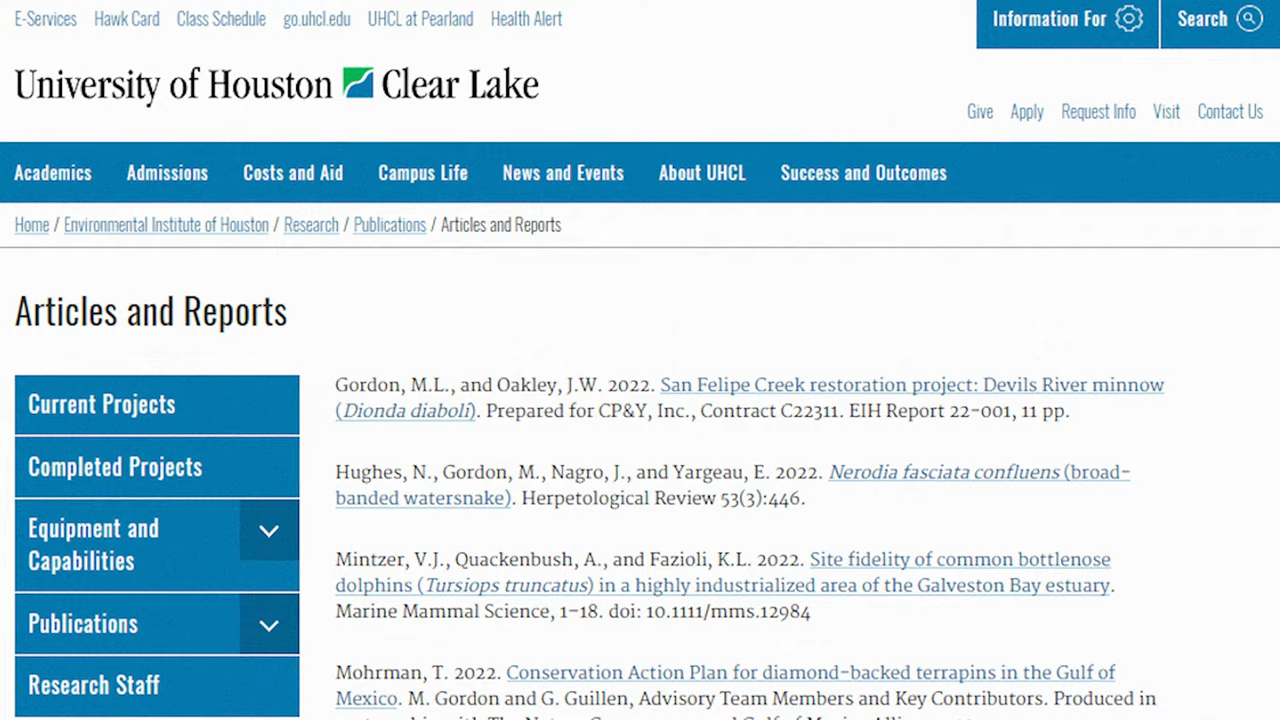 E-Services Hawk Card Class Schedule go.uhcl.edu UHCL at Pearland Health Alert
Information For Search
University of Houston Clear Lake
Give Apply Request Info Visit Contact Us
Academics Admissions Costs and Aid Campus Life News and Events About UHCL Success and Outcomes
Home / Environmental Institute of Houston / Research / Publications / Articles and Reports
Articles and Reports
Current Projects
Completed Projects
Equipment and
Capabilities
Publications
Research Staff
Gordon, M.L., and Oakley, J.W. 2022. San Felipe Creek restoration project: Devils River minnow
(Dionda diaboli). Prepared for CP&Y, Inc., Contract C22311. EIH Report 22-001, 11 pp.
Hughes, N., Gordon, M., Nagro, J., and Yargeau, E. 2022. Nerodia fasciata confluens (broad-
banded watersnake). Herpetological Review 53(3):446.
Mintzer, V.J., Quackenbush, A., and Fazioli, K.L. 2022. Site fidelity of common bottlenose
dolphins (Tursiops truncatus) in a highly industrialized area of the Galveston Bay estuary.
Marine Mammal Science, 1–18. doi: 10.1111/mms.12984
Mohrman, T. 2022. Conservation Action Plan for diamond-backed terrapins in the Gulf of
Mexico. M. Gordon and G. Guillen, Advisory Team Members and Key Contributors. Produced in